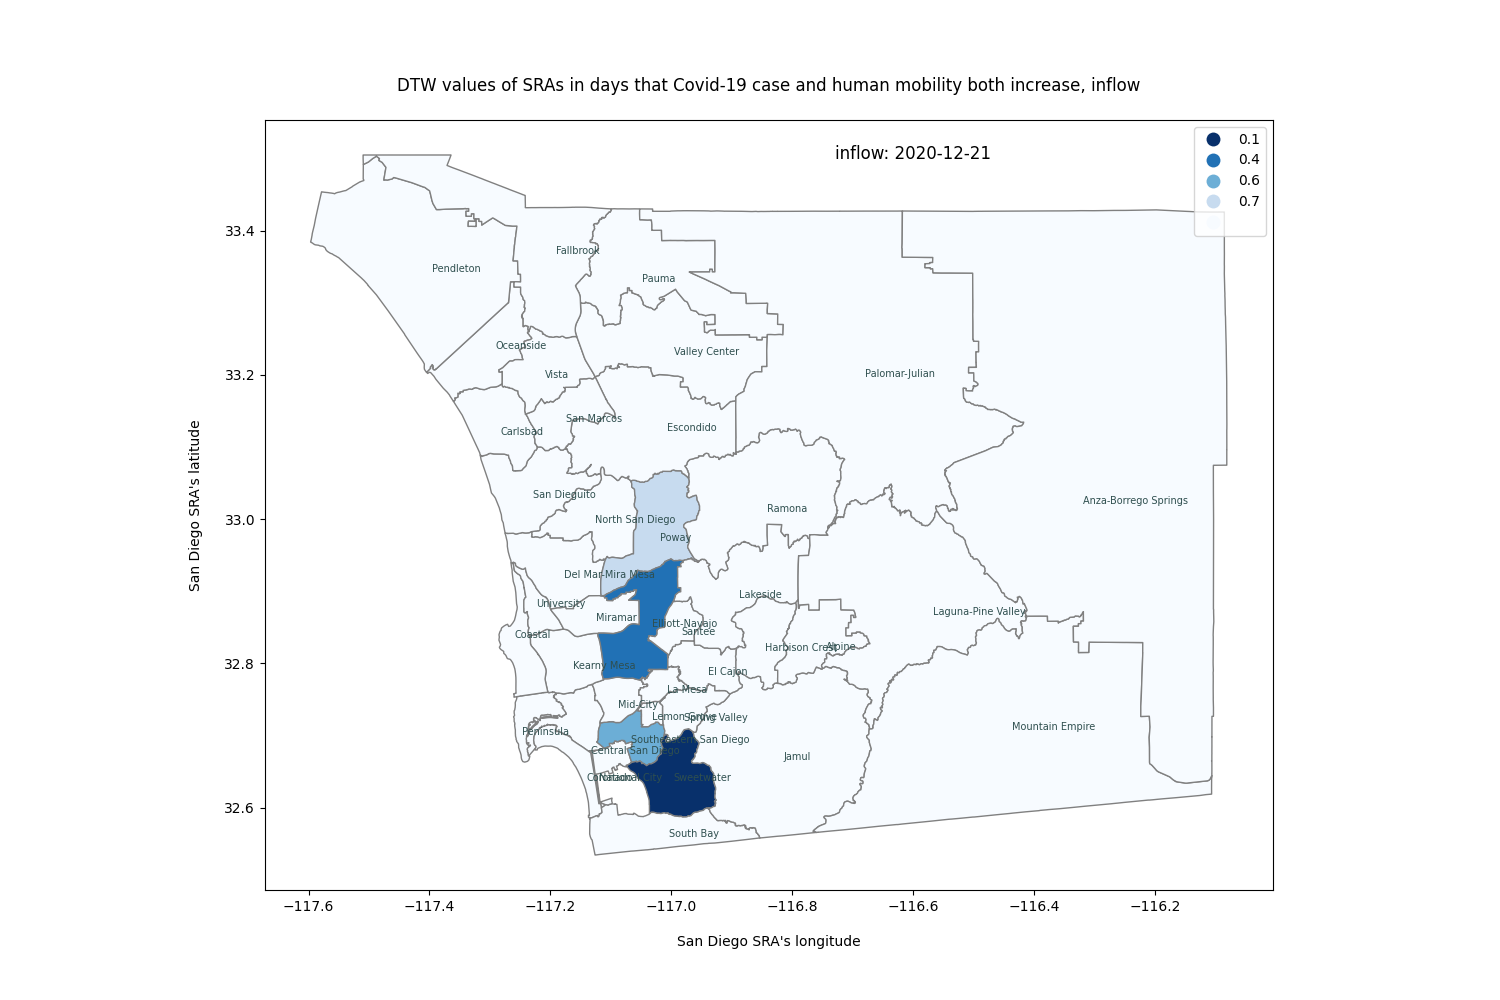 DTW values of SRAs in days that Covid-19 case and human mobility both increase, inflow
inflow: 2020-12-21
0.1
0.4
0.6
0.7
33.4
33.2
33.0
32.8
32.6
San Diego SRA's latitude
Pendleton
Fallbrook
Pauma
Oceanside
Valley Center
Vista
Palomar-Julian
San Marcos
Carlsbad
Escondido
San Dieguito
Anza-Borrego Springs
Ramona
North San Diego
Poway
Del Mar-Mira Mesa
Lakeside
University
Laguna-Pine Valley
Miramar
Elliott-Navajo
Santee
Coastal
Harbison Crest
Alpine
Kearny Mesa
El Cajon
La Mesa
Mid-City
Lemon Grove
Spring Valley
Mountain Empire
Peninsula
Southeastern San Diego
Central San Diego
Jamul
Coronado
National City
Sweetwater
South Bay
−117.6
−117.4
−117.2
−117.0
−116.8
−116.6
−116.4
−116.2
San Diego SRA's longitude